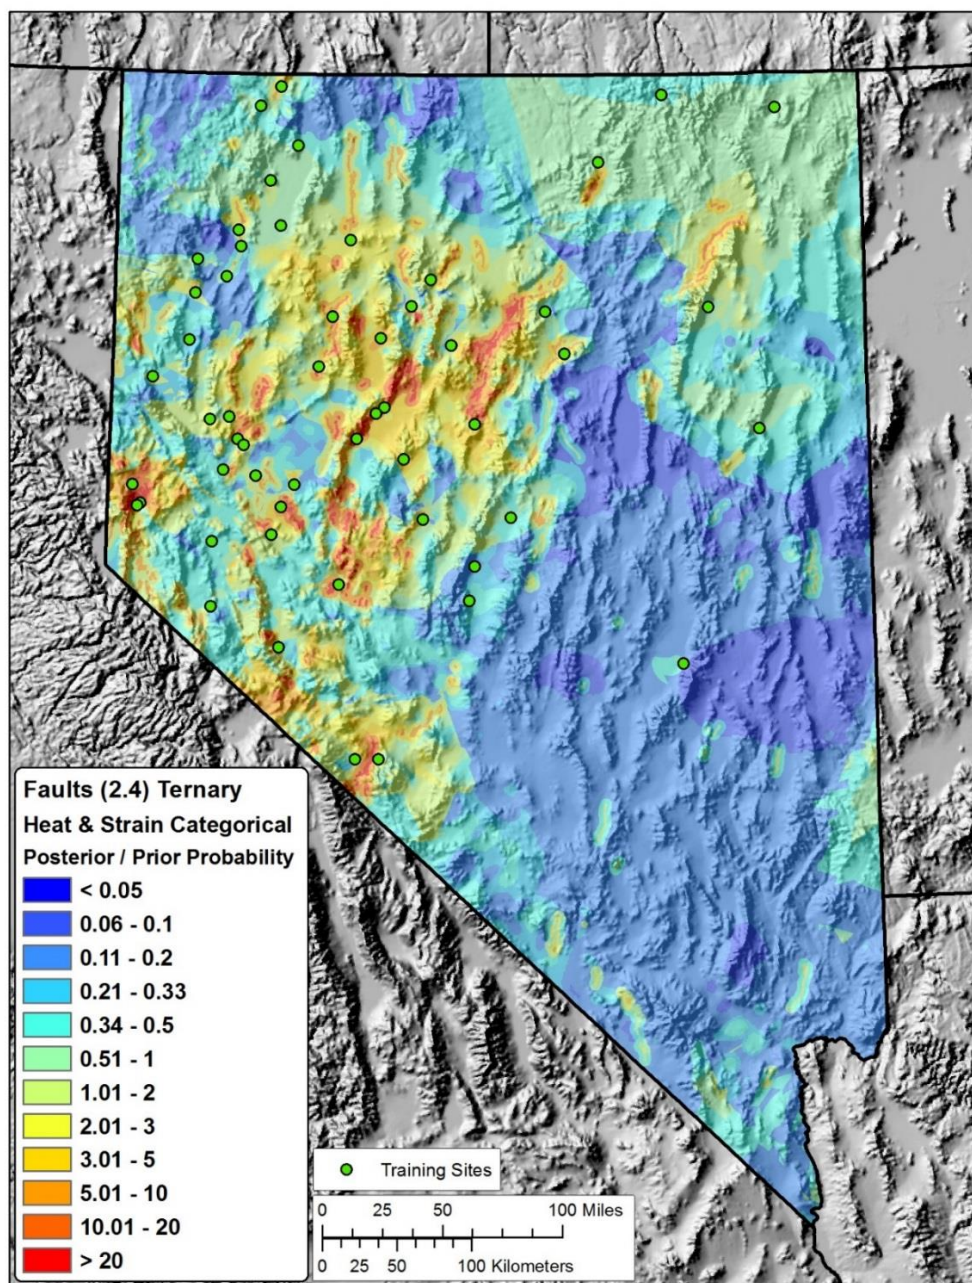 Faults (2.4) Ternary
Heat & Strain Categorical
Posterior / Prior Probability
< 0.05
0.06 - 0.1
0.11 - 0.2
0.21 - 0.33
0.34 - 0.5
0.51 - 1
1.01 - 2
2.01 - 3
3.01 - 5
5.01 - 10
10.01 - 20
> 20
Training Sites
0 25 50 100 Miles
0 25 50 100 Kilometers